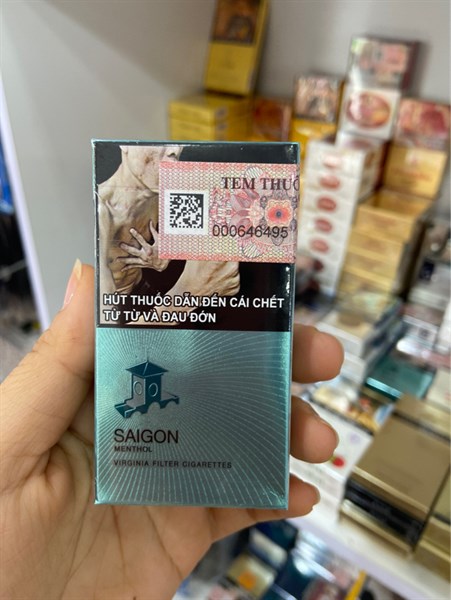 TEM THUỐ
000646495
HÚT THUỐC DẪN ĐẾN CÁI CHẾT
TỪ TỪ VÀ ĐAU ĐỚN
SAIGON
MENTHOL
VIRGINIA FILTER CIGARETTES